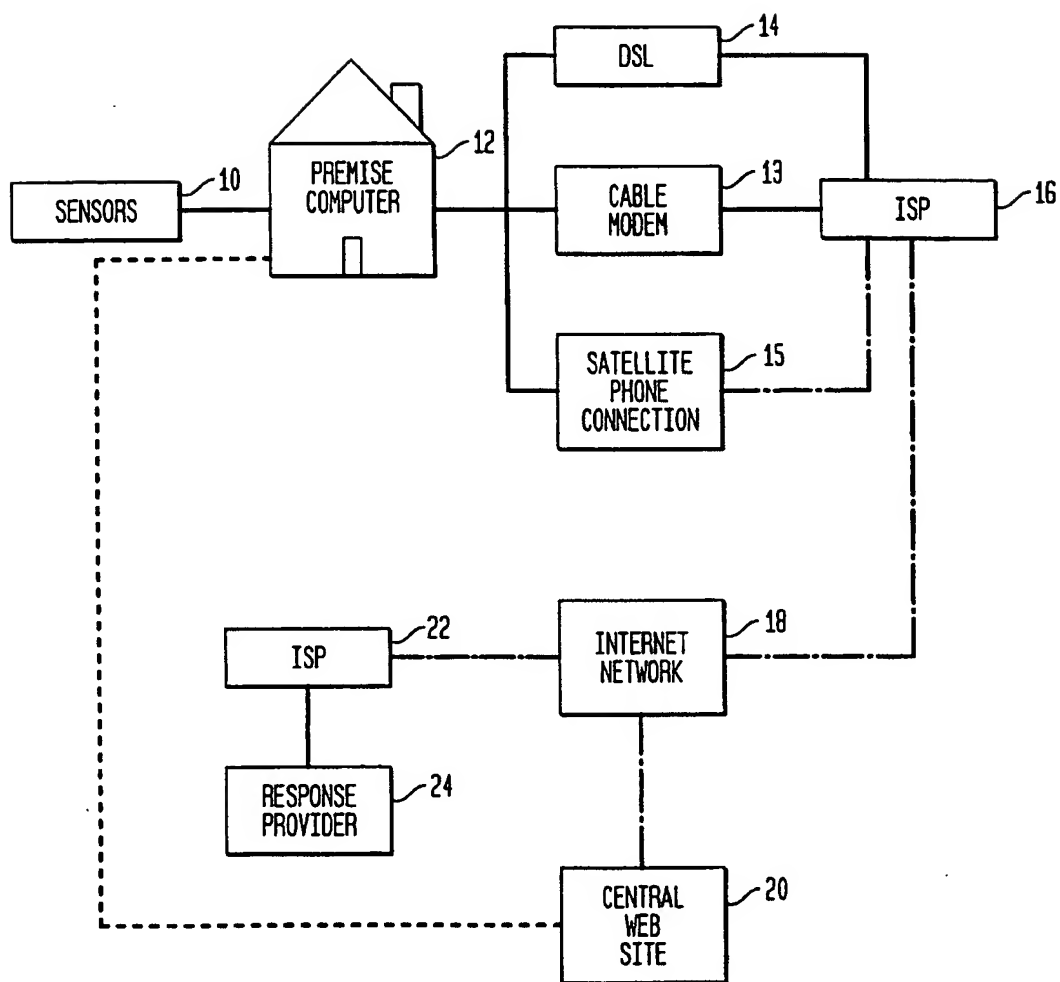 14
DSL
12
PREMISE
COMPUTER
10
SENSORS
13
CABLE
MODEM
16
ISP
15
SATELLITE
PHONE
CONNECTION
22
ISP
18
INTERNET
NETWORK
24
RESPONSE
PROVIDER
20
CENTRAL
WEB
SITE